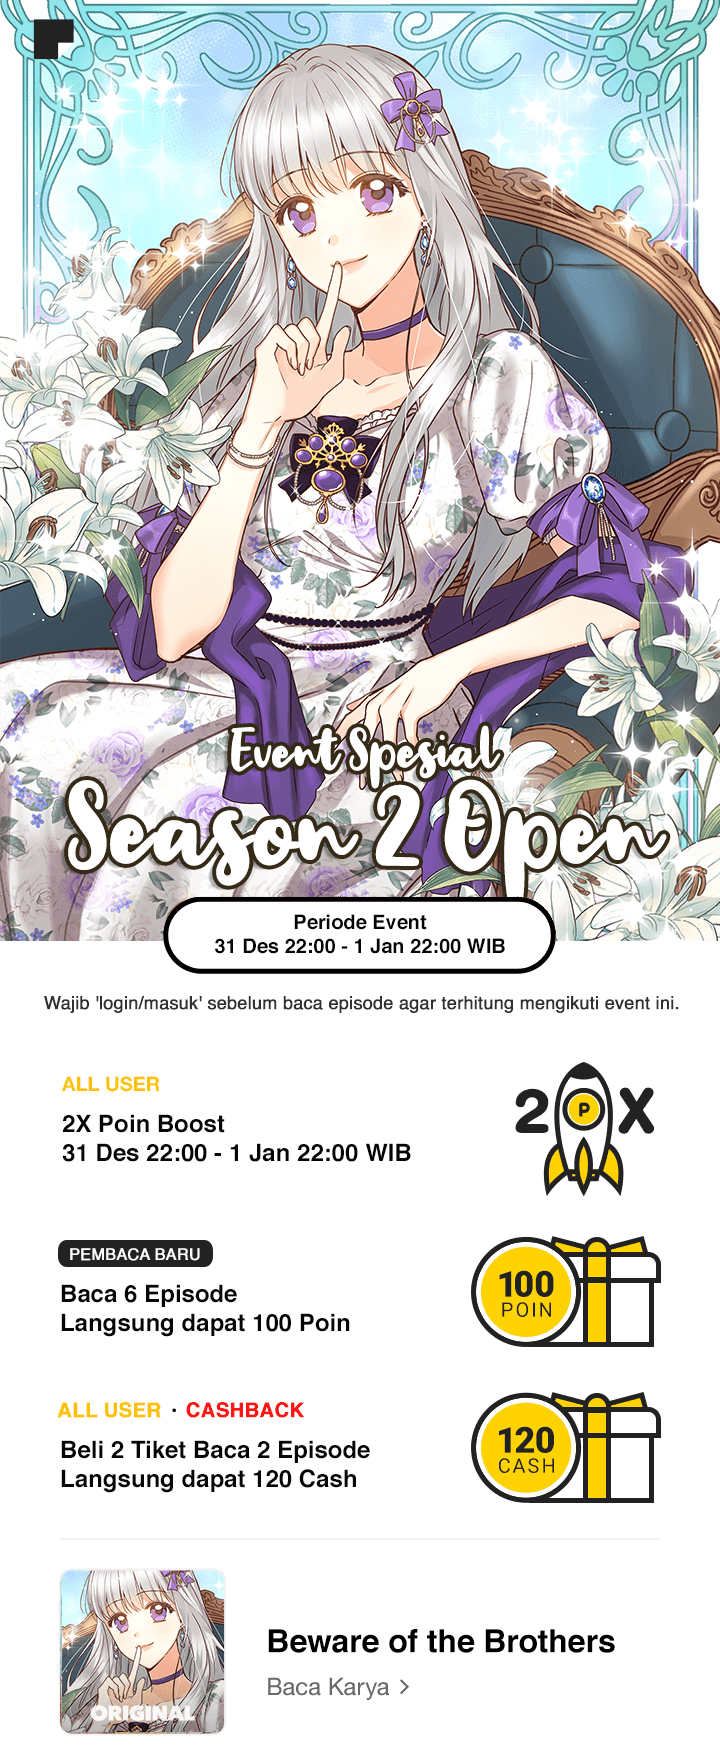 Event Spesial
Season 2 Open
Periode Event
31 Des 22:00 - 1 Jan 22:00 WIB
Wajib 'login/masuk' sebelum baca episode agar terhitung mengikuti event ini.
ALL USER
2X Poin Boost
31 Des 22:00 - 1 Jan 22:00 WIB
2 P X
PEMBACA BARU
Baca 6 Episode
Langsung dapat 100 Poin
100
POIN
ALL USER · CASHBACK
Beli 2 Tiket Baca 2 Episode
Langsung dapat 120 Cash
120
CASH
ORIGINAL
Beware of the Brothers
Baca Karya >